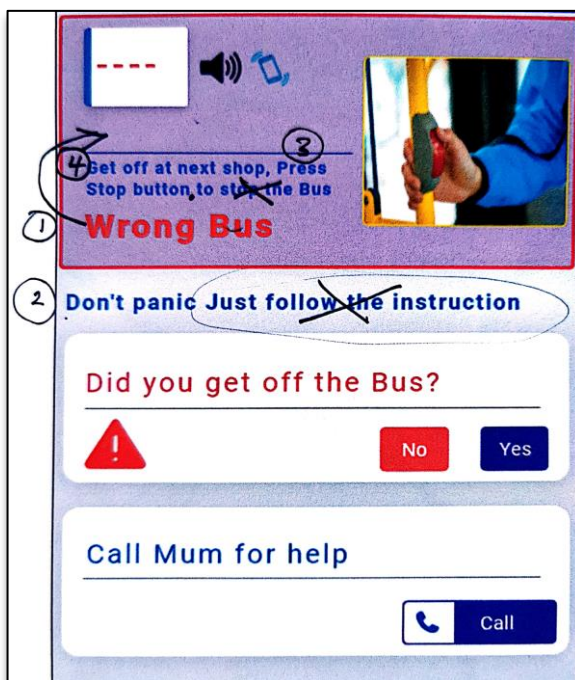 ----
3
4
Get off at next shop, Press
Stop button, to stop the Bus
1
Wrong Bus
2
Don't panic Just follow the instruction
Did you get off the Bus?
No
Yes
Call Mum for help
Call